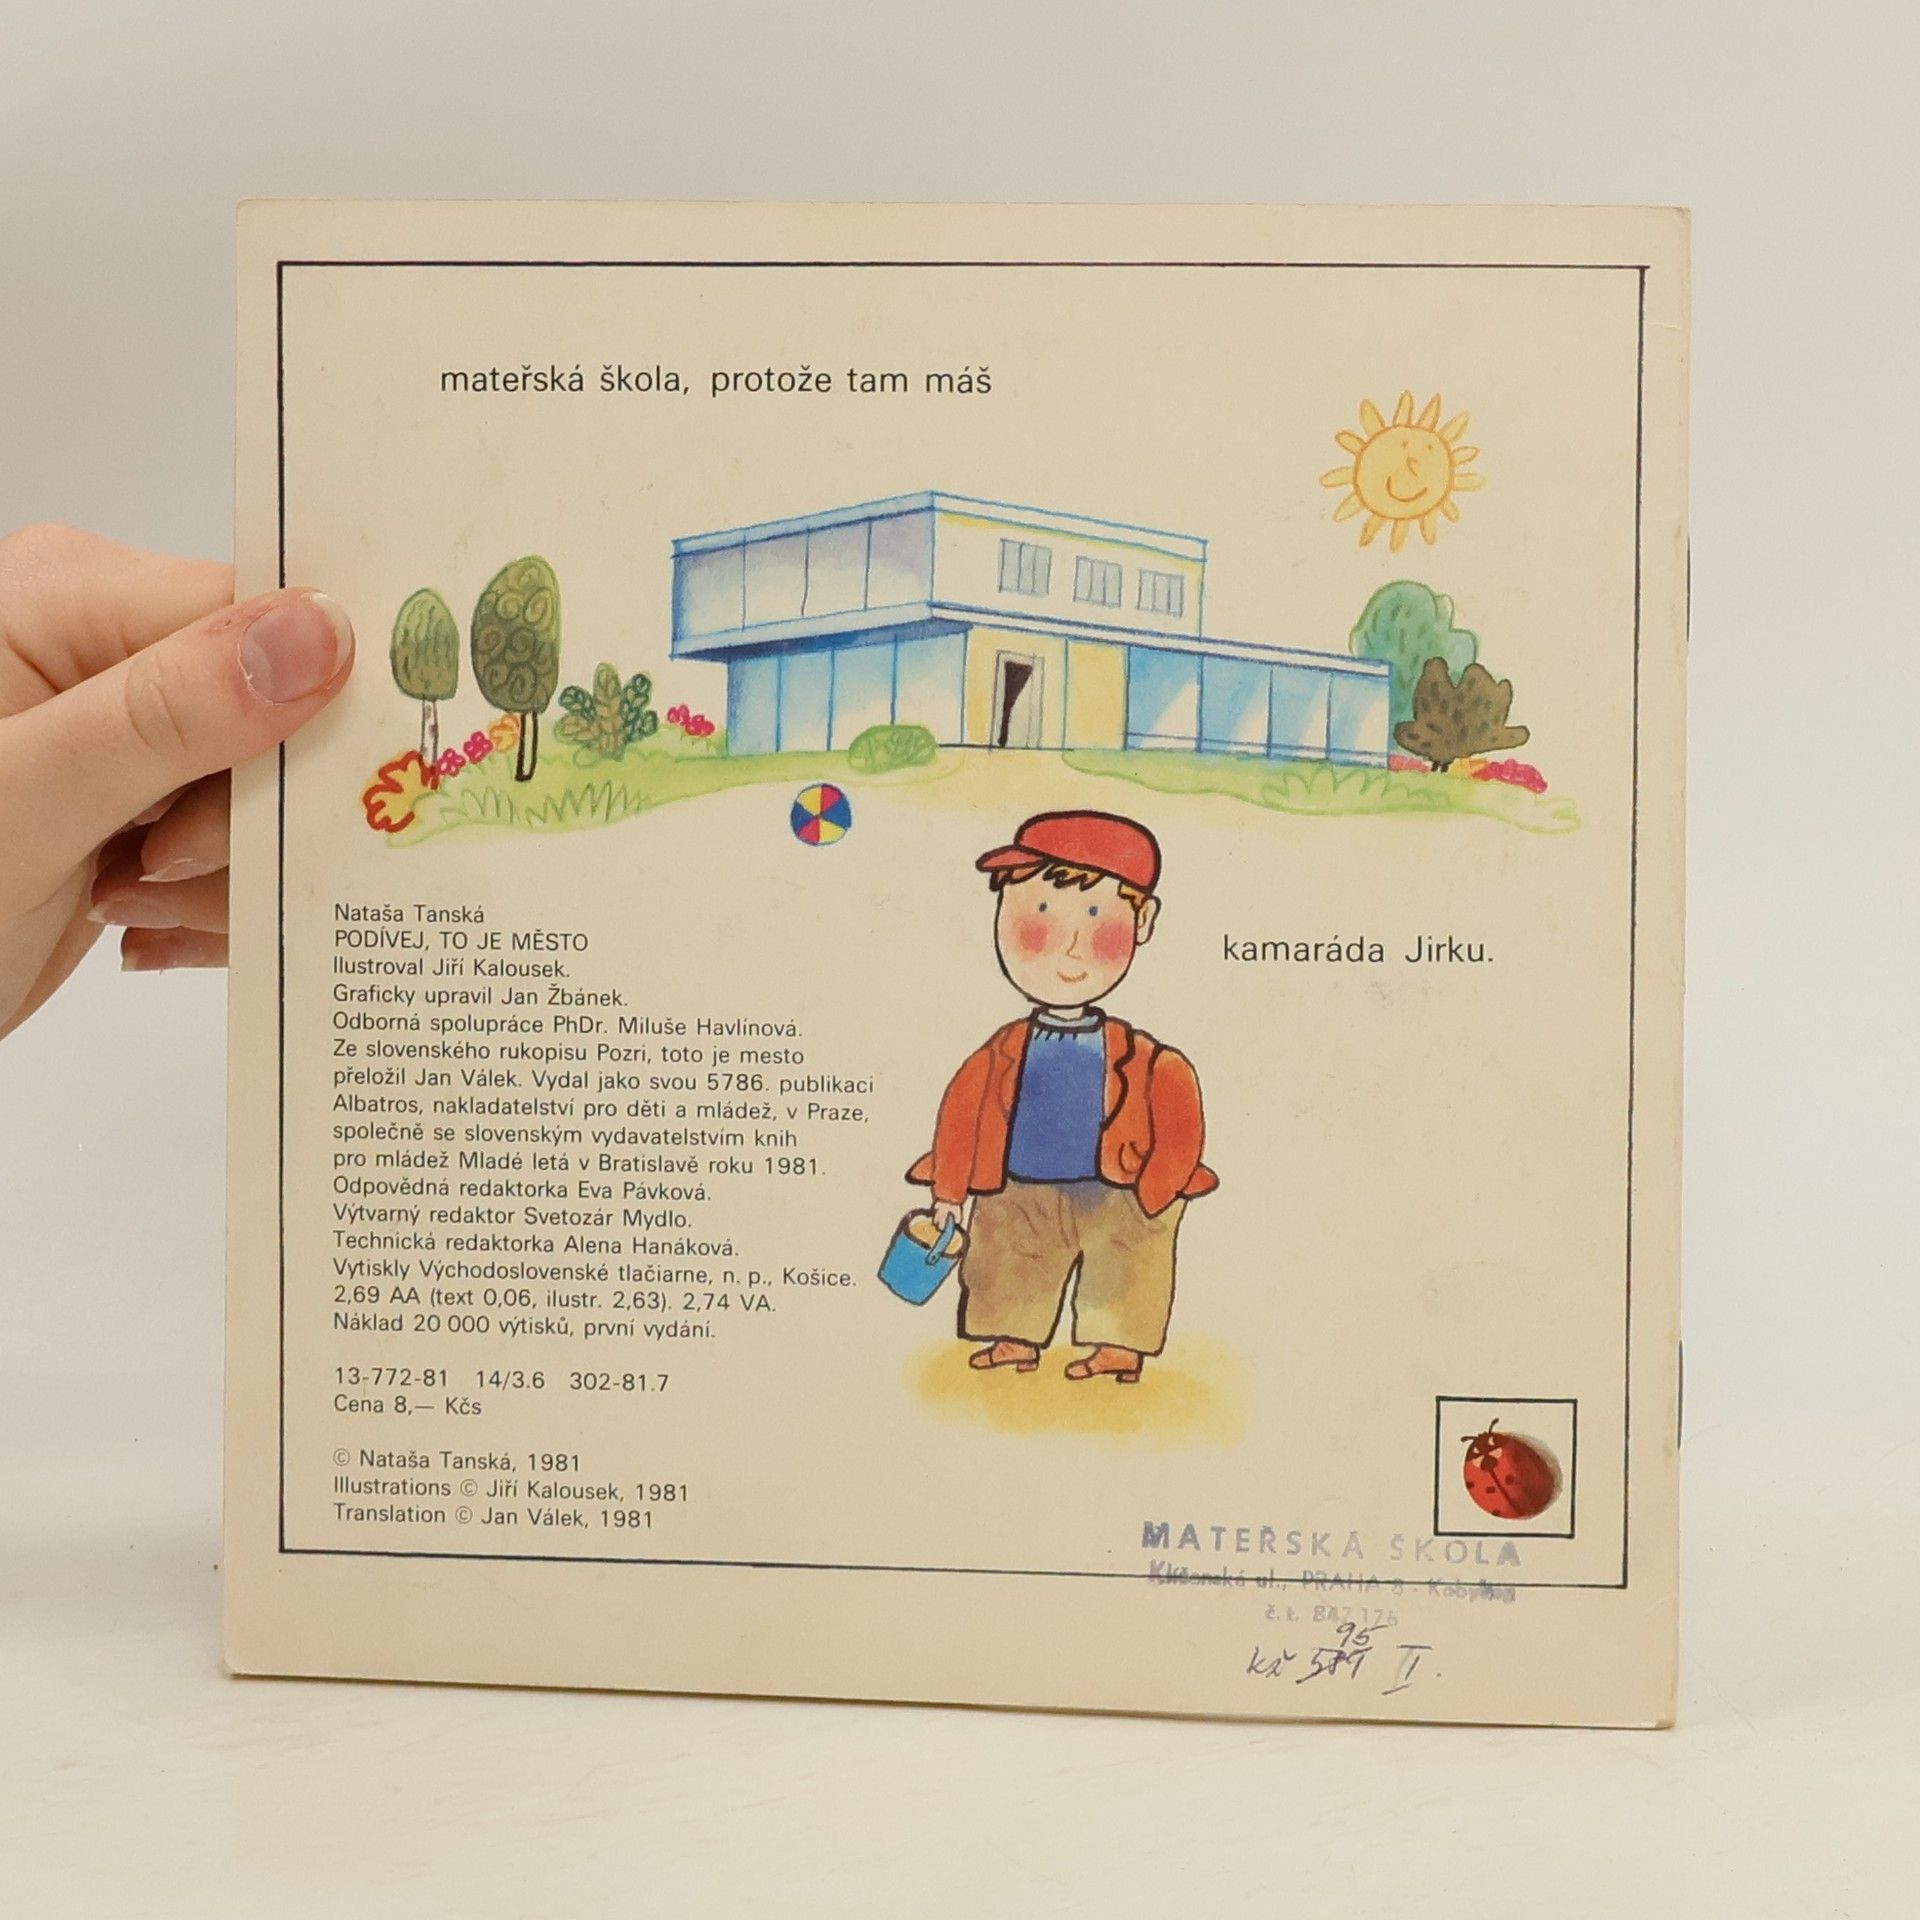 mateřská škola, protože tam máš
kamaráda Jirku.
Nataša Tanská
PODÍVEJ, TO JE MĚSTO
Ilustroval Jiří Kalousek.
Graficky upravil Jan Žbánek.
Odborná spolupráce PhDr. Miluše Havlínová.
Ze slovenského rukopisu Pozri, toto je mesto
přeložil Jan Válek. Vydal jako svou 5786. publikaci
Albatros, nakladatelství pro děti a mládež, v Praze,
společně se slovenským vydavatelstvím knih
pro mládež Mladé letá v Bratislavě roku 1981.
Odpovědná redaktorka Eva Pávková.
Výtvarný redaktor Svetozár Mydlo.
Technická redaktorka Alena Hanáková.
Vytiskly Východoslovenské tlačiarne, n. p., Košice.
2,69 AA (text 0,06, ilustr. 2,63). 2,74 VA.
Náklad 20 000 výtisků, první vydání.
13-772-81 14/3.6 302-81.7
Cena 8,— Kčs
© Nataša Tanská, 1981
Illustrations © Jiří Kalousek, 1981
Translation © Jan Válek, 1981
MATEŘSKÁ ŠKOLA
ul., PRAHA 8 - Kobylisy
č. t. 847 176
95
II.